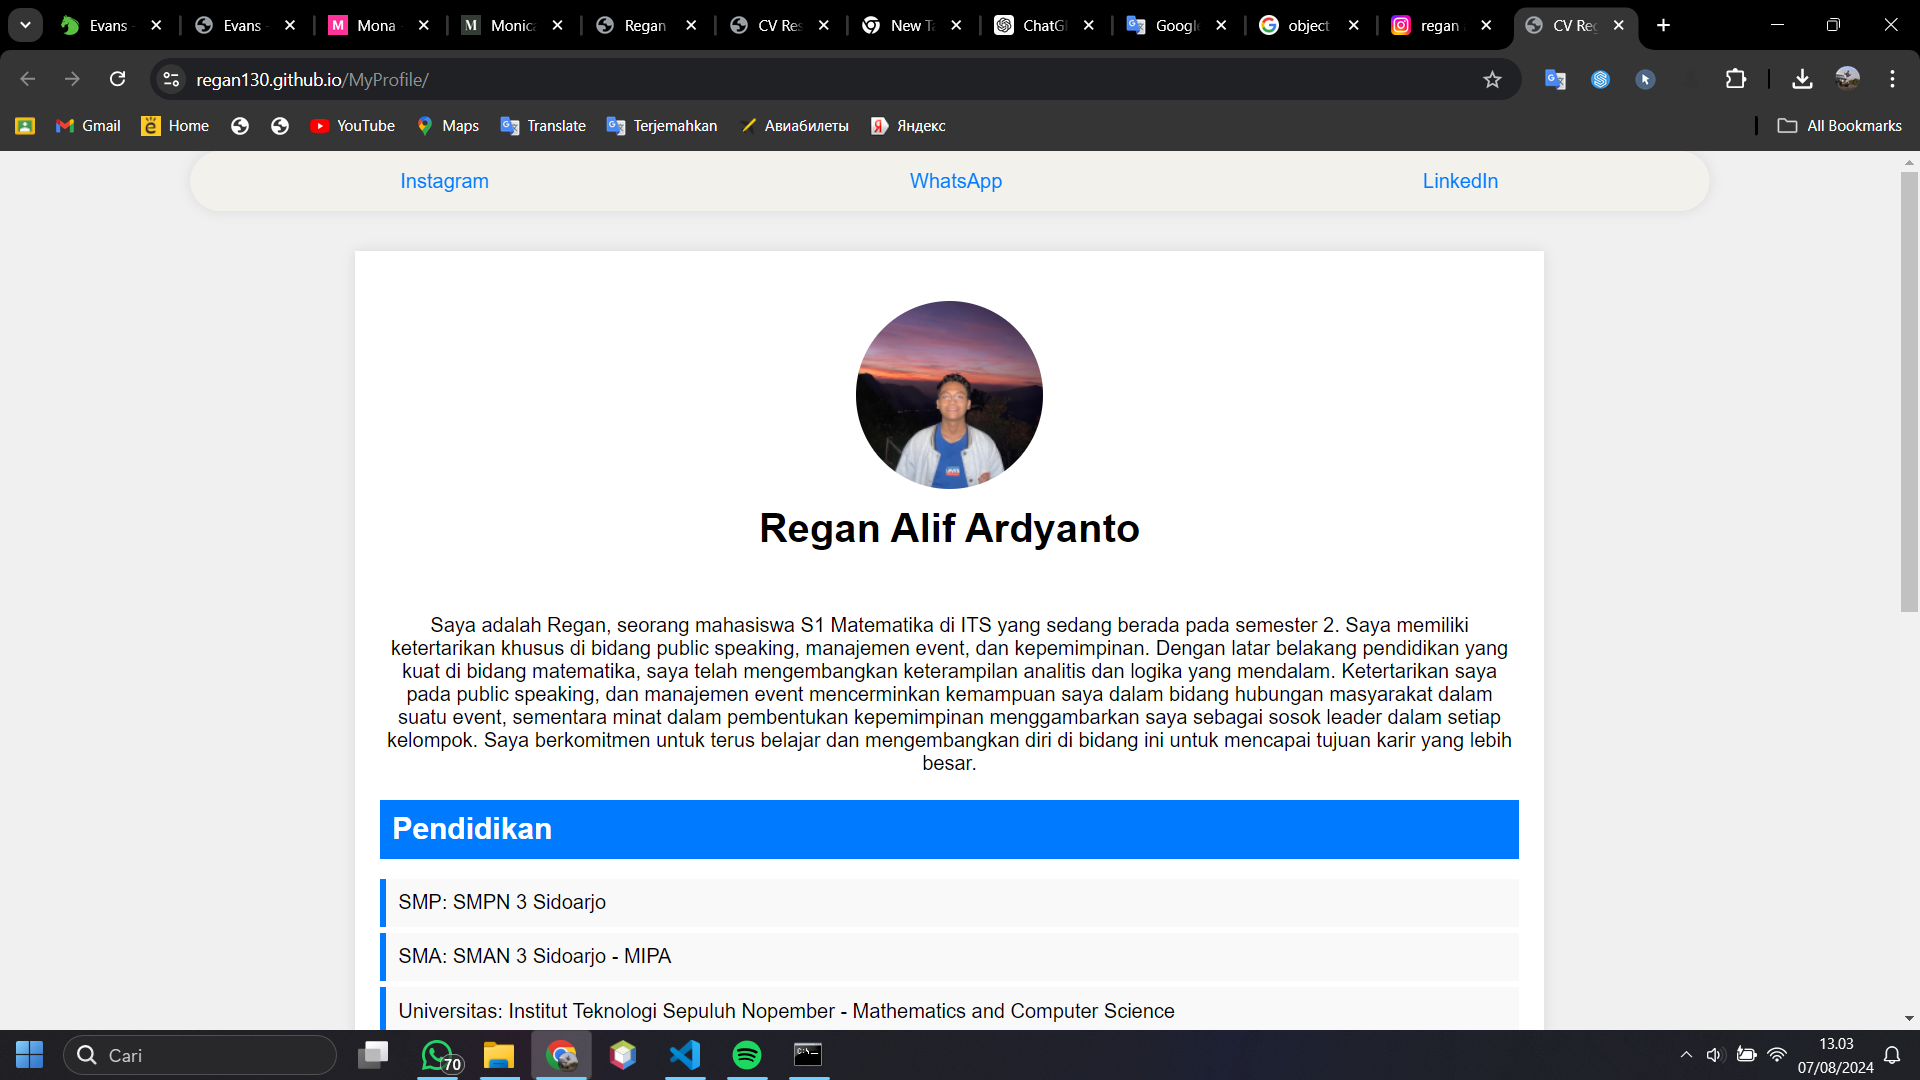 Evans
Evans
Mona
Monica
Regan
CV Res
New Ta
ChatG
Google
object
regan
CV Reg
regan130.github.io/MyProfile/
Gmail
Home
YouTube
Maps
Translate
Terjemahkan
Авиабилеты
Яндекс
All Bookmarks
Instagram
WhatsApp
LinkedIn
Regan Alif Ardyanto
Saya adalah Regan, seorang mahasiswa S1 Matematika di ITS yang sedang berada pada semester 2. Saya memiliki
ketertarikan khusus di bidang public speaking, manajemen event, dan kepemimpinan. Dengan latar belakang pendidikan yang
kuat di bidang matematika, saya telah mengembangkan keterampilan analitis dan logika yang mendalam. Ketertarikan saya
pada public speaking, dan manajemen event mencerminkan kemampuan saya dalam bidang hubungan masyarakat dalam
suatu event, sementara minat dalam pembentukan kepemimpinan menggambarkan saya sebagai sosok leader dalam setiap
kelompok. Saya berkomitmen untuk terus belajar dan mengembangkan diri di bidang ini untuk mencapai tujuan karir yang lebih
besar.
Pendidikan
SMP: SMPN 3 Sidoarjo
SMA: SMAN 3 Sidoarjo - MIPA
Universitas: Institut Teknologi Sepuluh Nopember - Mathematics and Computer Science
Cari
70
13.03
07/08/2024